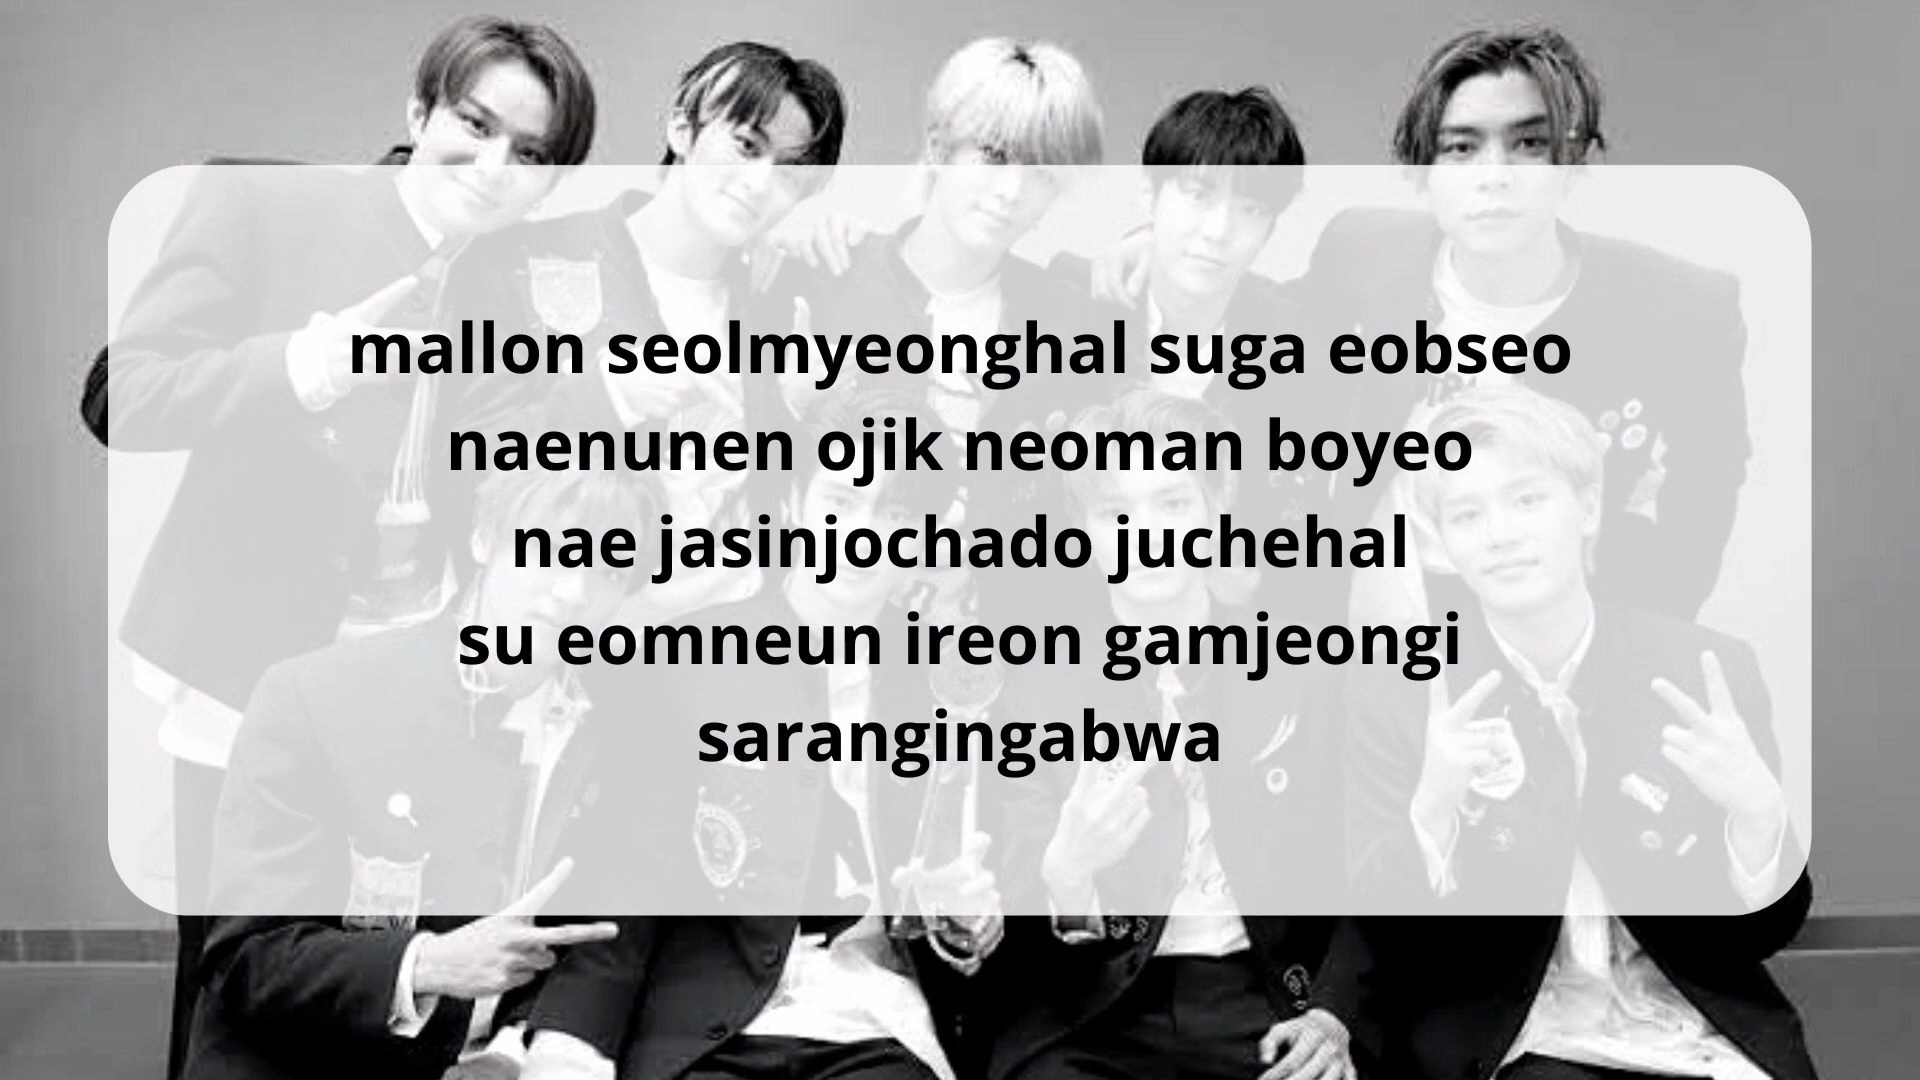 mallon seolmyeonghal suga eobseo
naenunen ojik neoman boyeo
nae jasinjochado juchehal
su eomneun ireon gamjeongi
sarangingabwa